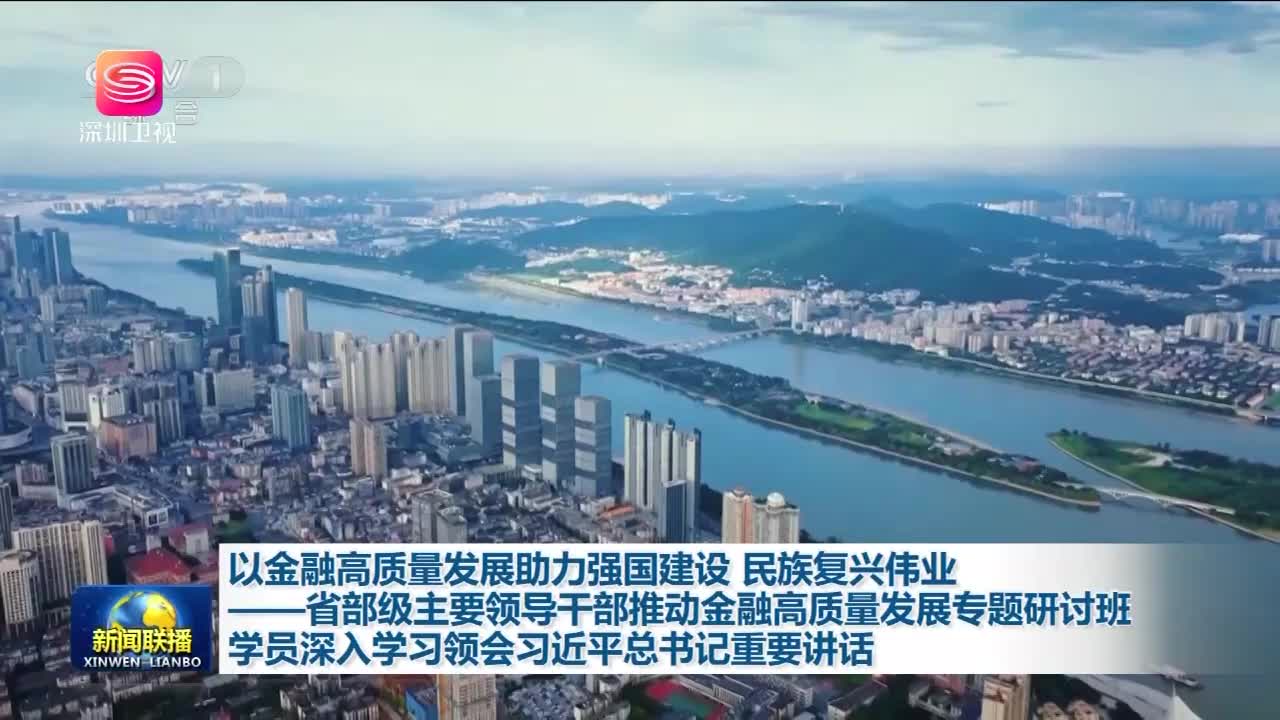 深圳卫视
以金融高质量发展助力强国建设 民族复兴伟业
——省部级主要领导干部推动金融高质量发展专题研讨班
学员深入学习领会习近平总书记重要讲话
新闻联播
XINWEN LIANBO